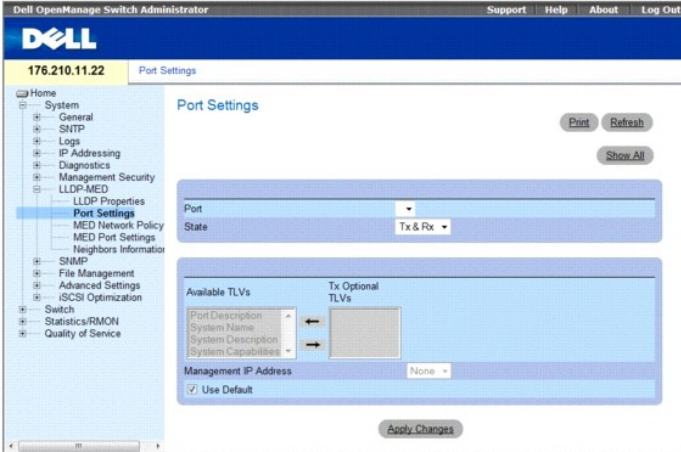 Dell OpenManage Switch Administrator
Support Help About Log Out
DELL
176.210.11.22
Port Settings
Home
System
General
SNTP
Logs
IP Addressing
Diagnostics
Management Security
LLDP-MED
LLDP Properties
Port Settings
MED Network Policy
MED Port Settings
Neighbors Information
SNMP
File Management
Advanced Settings
iSCSI Optimization
Switch
Statistics/RMON
Quality of Service
Port Settings
Print Refresh
Show All
Port
State Tx & Rx
Available TLVs
Tx Optional
TLVs
Port Description
System Name
System Description
System Capabilities
Management IP Address None
Use Default
Apply Changes